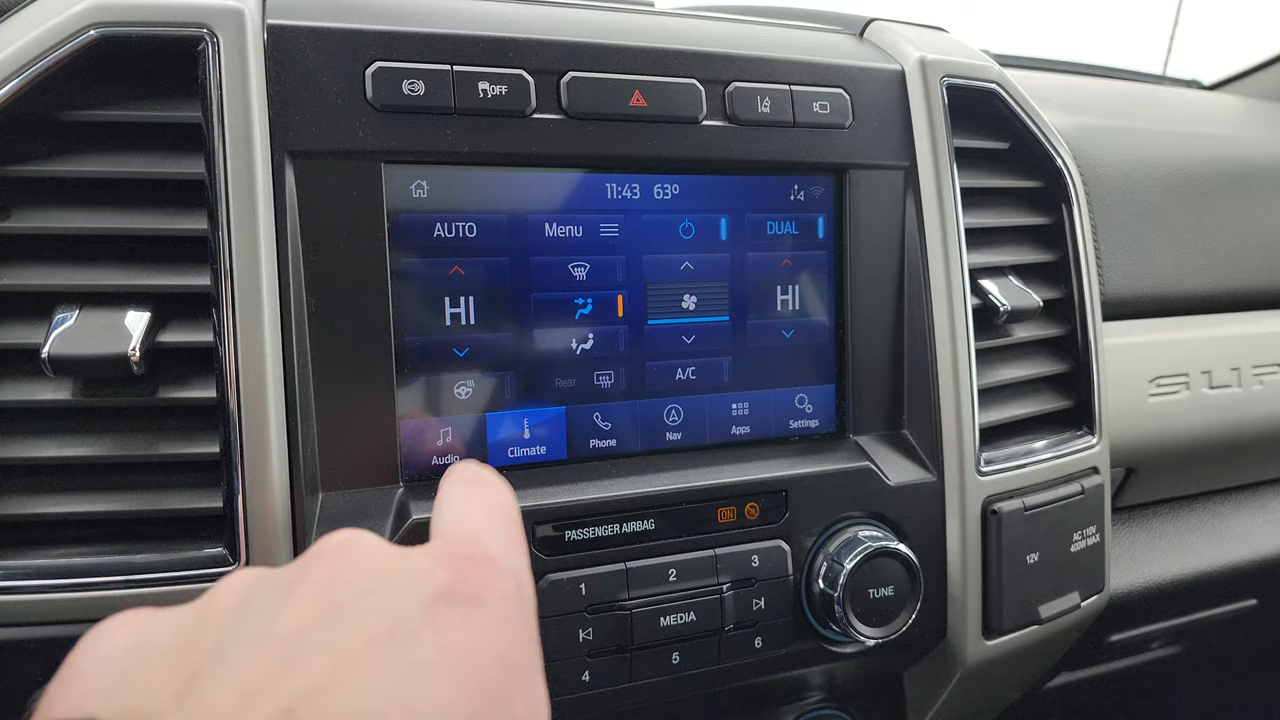 OFF
11:43 63º
AUTO Menu DUAL
HI HI
Rear A/C
Audio Climate Phone Nav Apps Settings
PASSENGER AIRBAG ON
1 2 3
MEDIA
4 5 6
TUNE
12V
AC 110V
400W MAX